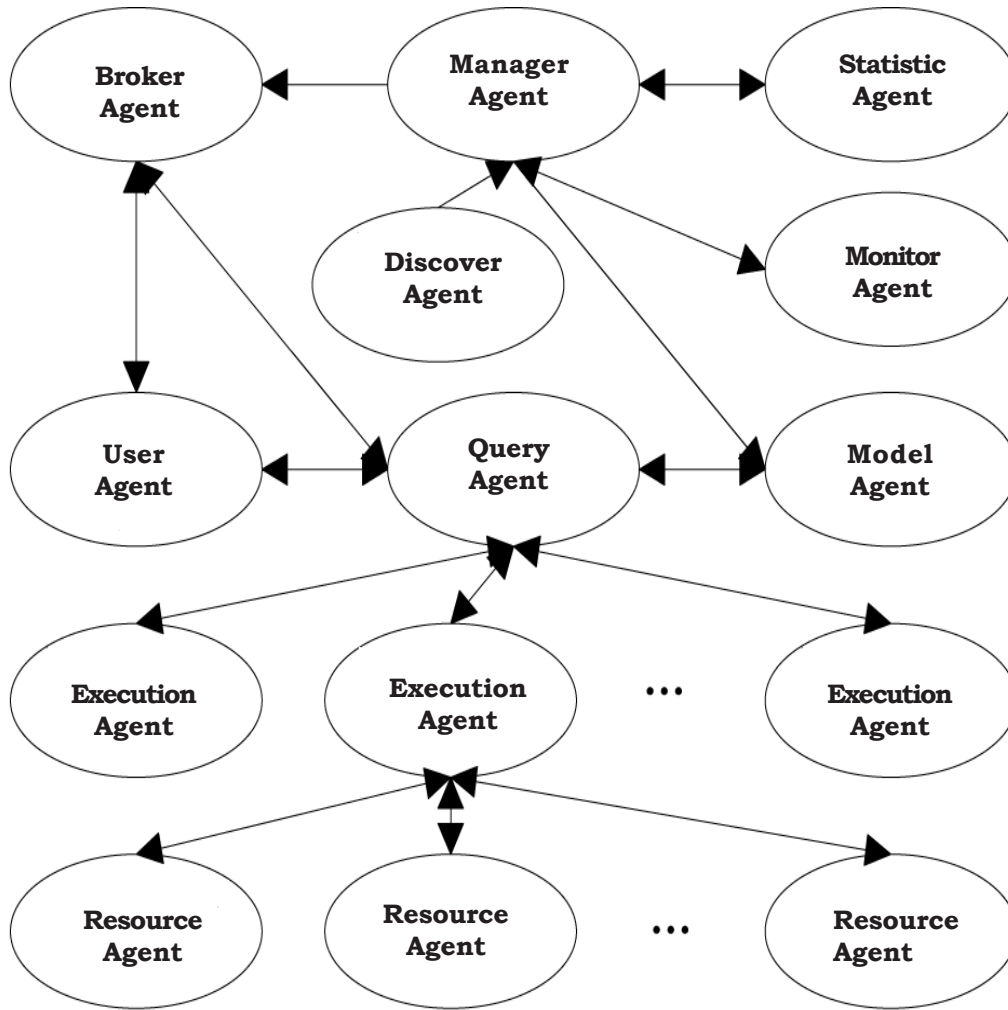 Broker
Agent
Manager
Agent
Statistic
Agent
Discover
Agent
Monitor
Agent
User
Agent
Query
Agent
Model
Agent
Execution
Agent
Execution
Agent
...
Execution
Agent
Resource
Agent
Resource
Agent
...
Resource
Agent